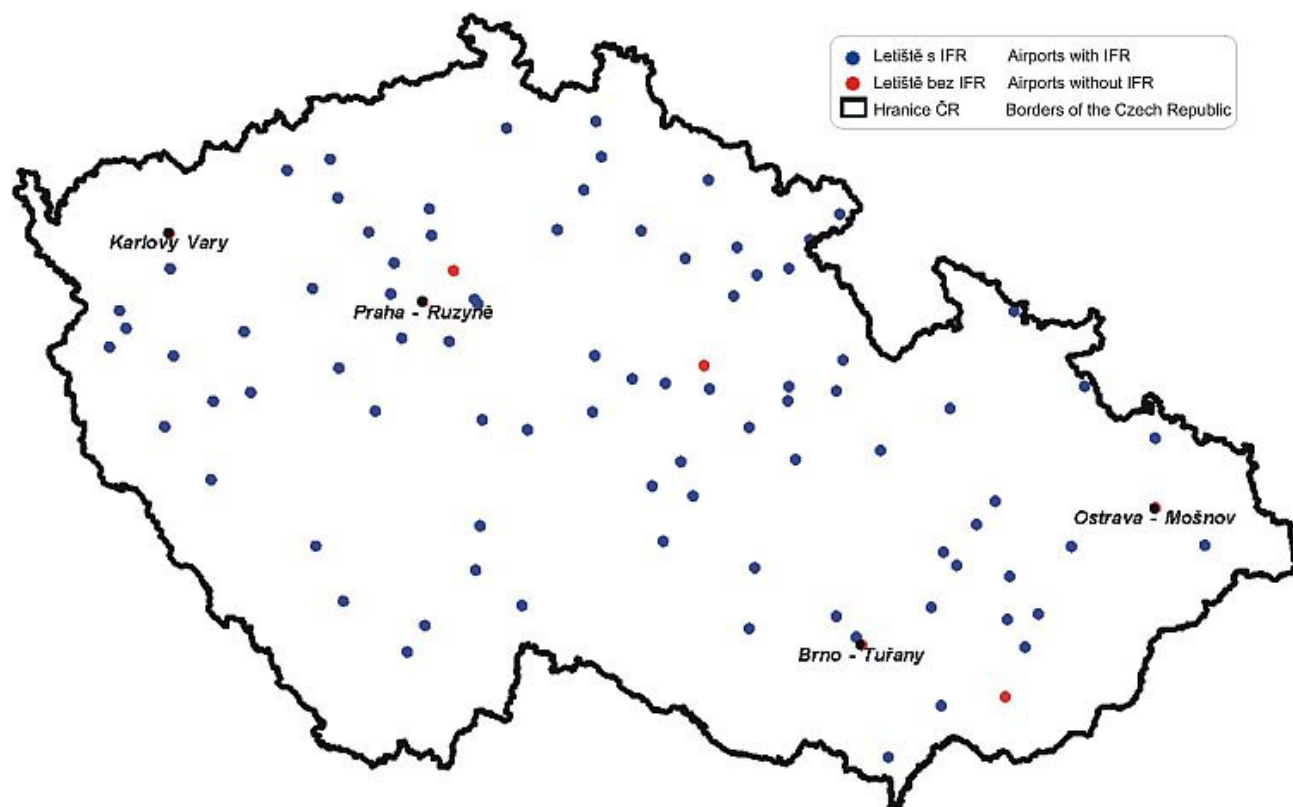 Letiště s IFR Airports with IFR
Letiště bez IFR Airports without IFR
Hranice ČR Borders of the Czech Republic
Karlovy Vary
Praha - Ruzyně
Ostrava - Mošnov
Brno - Tuřany